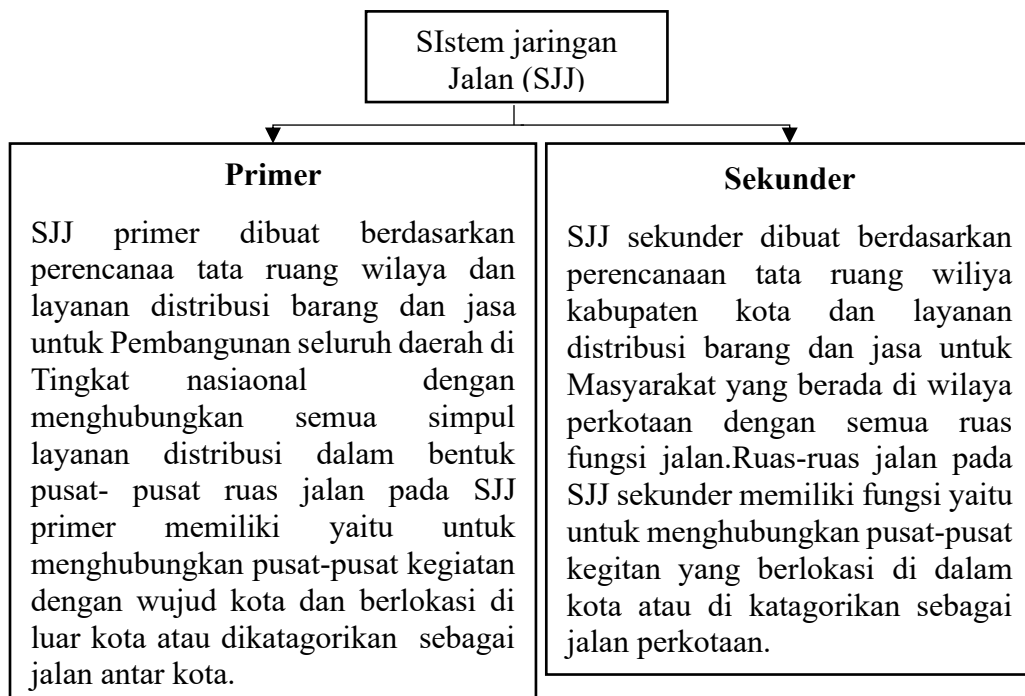 SIstem jaringan
Jalan (SJJ)
Primer
SJJ primer dibuat berdasarkan
perencanaa tata ruang wilaya dan
layanan distribusi barang dan jasa
untuk Pembangunan seluruh daerah di
Tingkat nasiaonal dengan
menghubungkan semua simpul
layanan distribusi dalam bentuk
pusat- pusat ruas jalan pada SJJ
primer memiliki yaitu untuk
menghubungkan pusat-pusat kegiatan
dengan wujud kota dan berlokasi di
luar kota atau dikatagorikan sebagai
jalan antar kota.
Sekunder
SJJ sekunder dibuat berdasarkan
perencanaan tata ruang wiliya
kabupaten kota dan layanan
distribusi barang dan jasa untuk
Masyarakat yang berada di wilaya
perkotaan dengan semua ruas
fungsi jalan.Ruas-ruas jalan pada
SJJ sekunder memiliki fungsi yaitu
untuk menghubungkan pusat-pusat
kegitan yang berlokasi di dalam
kota atau di katagorikan sebagai
jalan perkotaan.